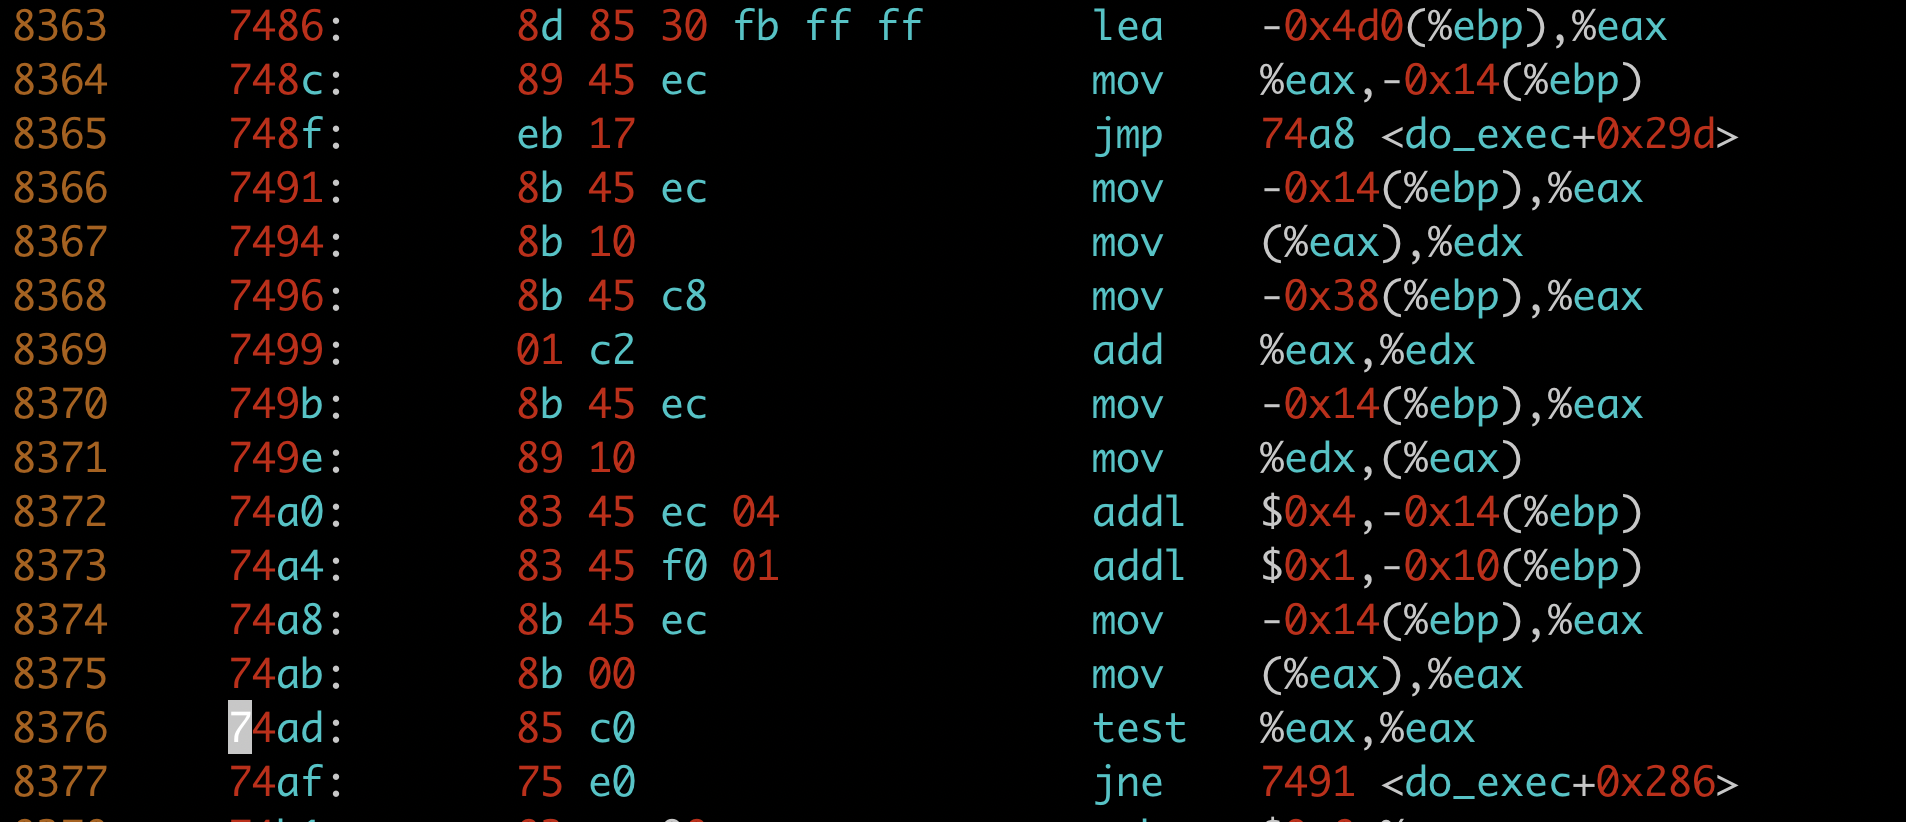 8363 7486: 8d 85 30 fb ff ff lea -0x4d0(%ebp),%eax
8364 748c: 89 45 ec mov %eax,-0x14(%ebp)
8365 748f: eb 17 jmp 74a8 <do_exec+0x29d>
8366 7491: 8b 45 ec mov -0x14(%ebp),%eax
8367 7494: 8b 10 mov (%eax),%edx
8368 7496: 8b 45 c8 mov -0x38(%ebp),%eax
8369 7499: 01 c2 add %eax,%edx
8370 749b: 8b 45 ec mov -0x14(%ebp),%eax
8371 749e: 89 10 mov %edx,(%eax)
8372 74a0: 83 45 ec 04 addl $0x4,-0x14(%ebp)
8373 74a4: 83 45 f0 01 addl $0x1,-0x10(%ebp)
8374 74a8: 8b 45 ec mov -0x14(%ebp),%eax
8375 74ab: 8b 00 mov (%eax),%eax
8376 74ad: 85 c0 test %eax,%eax
8377 74af: 75 e0 jne 7491 <do_exec+0x286>